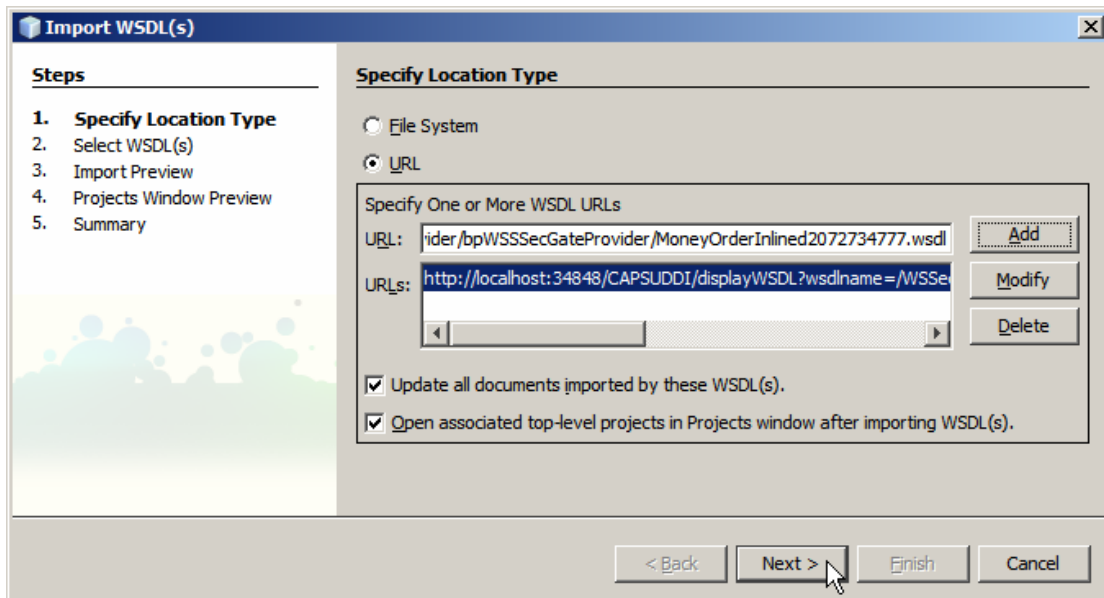 Import WSDL(s)
Steps
1. Specify Location Type
2. Select WSDL(s)
3. Import Preview
4. Projects Window Preview
5. Summary
Specify Location Type
File System
URL
Specify One or More WSDL URLs
URL: rider/bpWSSSecGateProvider/MoneyOrderInlined2072734777.wsdl
Add
URLs: http://localhost:34848/CAPSUDDI/displayWSDL?wsdlname=/WSSec
Modify
Delete
Update all documents imported by these WSDL(s).
Open associated top-level projects in Projects window after importing WSDL(s).
< Back Next > Finish Cancel